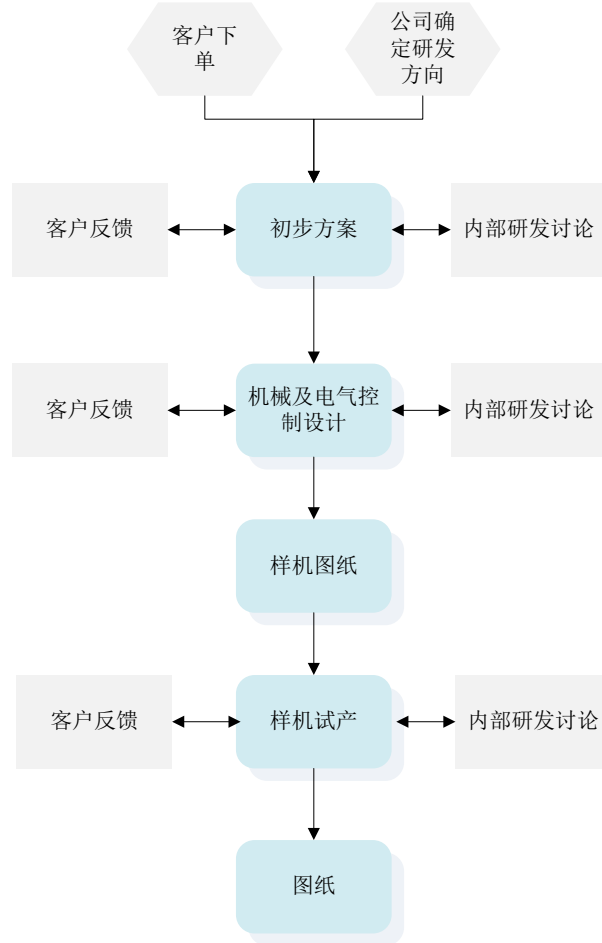 客户下
单
公司确
定研发
方向
客户反馈
初步方案
内部研发讨论
客户反馈
机械及电气控
制设计
内部研发讨论
样机图纸
客户反馈
样机试产
内部研发讨论
图纸